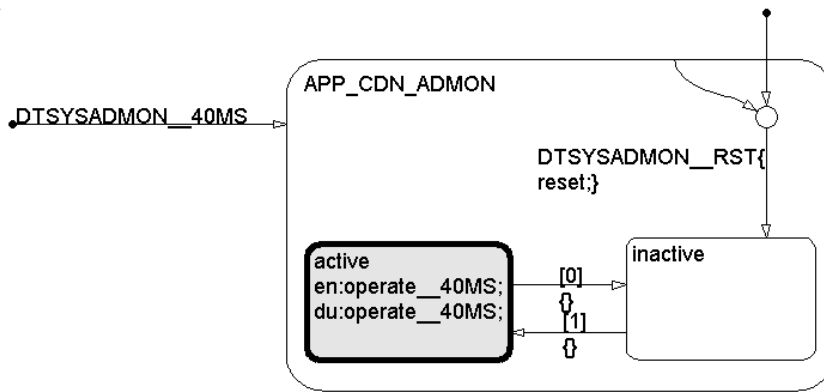 APP_CDN_ADMON
DTSYSADMON__40MS
DTSYSADMON__RST{
reset;}
active
en:operate__40MS;
du:operate__40MS;
[0]
{}
[1]
{}
inactive